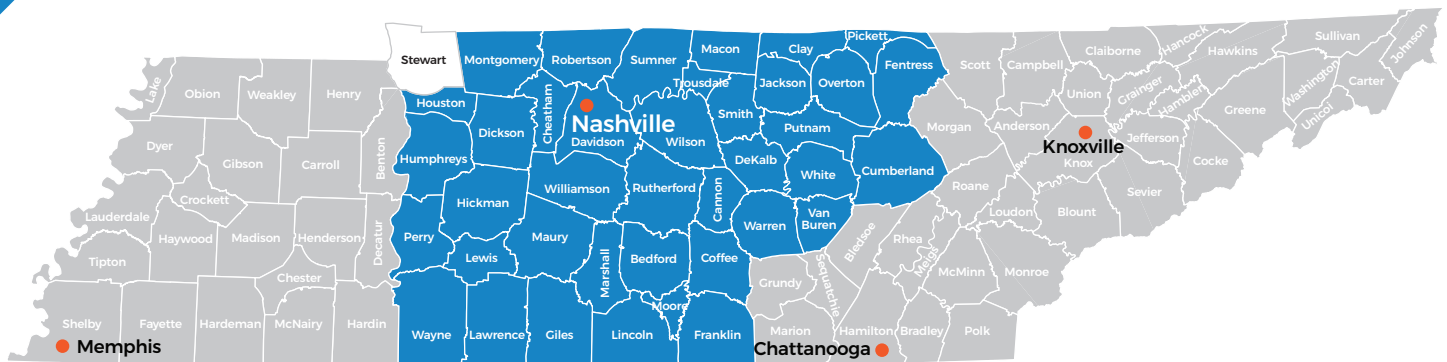 Stewart
Montgomery
Robertson
Sumner
Macon
Clay
Pickett
Fentress
Trousdale
Jackson
Overton
Houston
Cheatham
Smith
Dickson
Nashville
Davidson
Wilson
Putnam
Humphreys
DeKalb
White
Cumberland
Williamson
Rutherford
Cannon
Hickman
Warren
Van
Buren
Perry
Maury
Lewis
Marshall
Bedford
Coffee
Moore
Wayne
Lawrence
Giles
Lincoln
Franklin
Lake
Obion
Weakley
Henry
Dyer
Gibson
Carroll
Benton
Crockett
Lauderdale
Haywood
Madison
Henderson
Decatur
Tipton
Chester
Shelby
Fayette
Hardeman
McNairy
Hardin
Memphis
Scott
Campbell
Claiborne
Hancock
Hawkins
Sullivan
Johnson
Union
Grainger
Hamblen
Washington
Carter
Greene
Unicoi
Morgan
Anderson
Knoxville
Knox
Jefferson
Cocke
Roane
Loudon
Blount
Sevier
Bledsoe
Rhea
Meigs
McMinn
Monroe
Sequatchie
Grundy
Marion
Hamilton
Bradley
Polk
Chattanooga